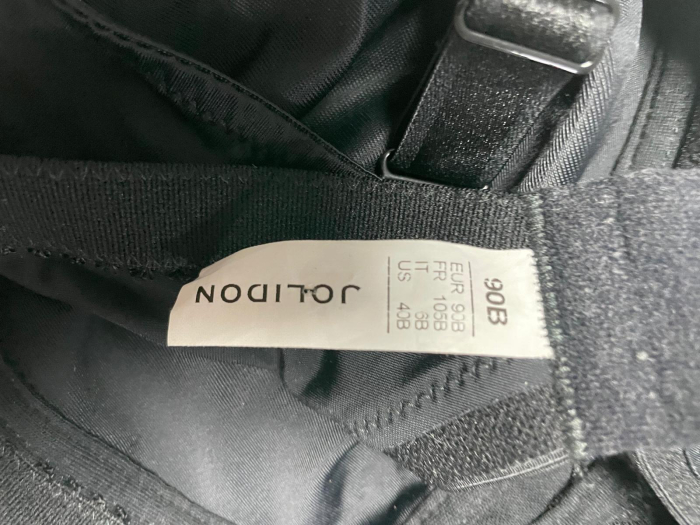 90B
EUR 90B
FR 105B
IT 6B
US 40B
JOLIDON